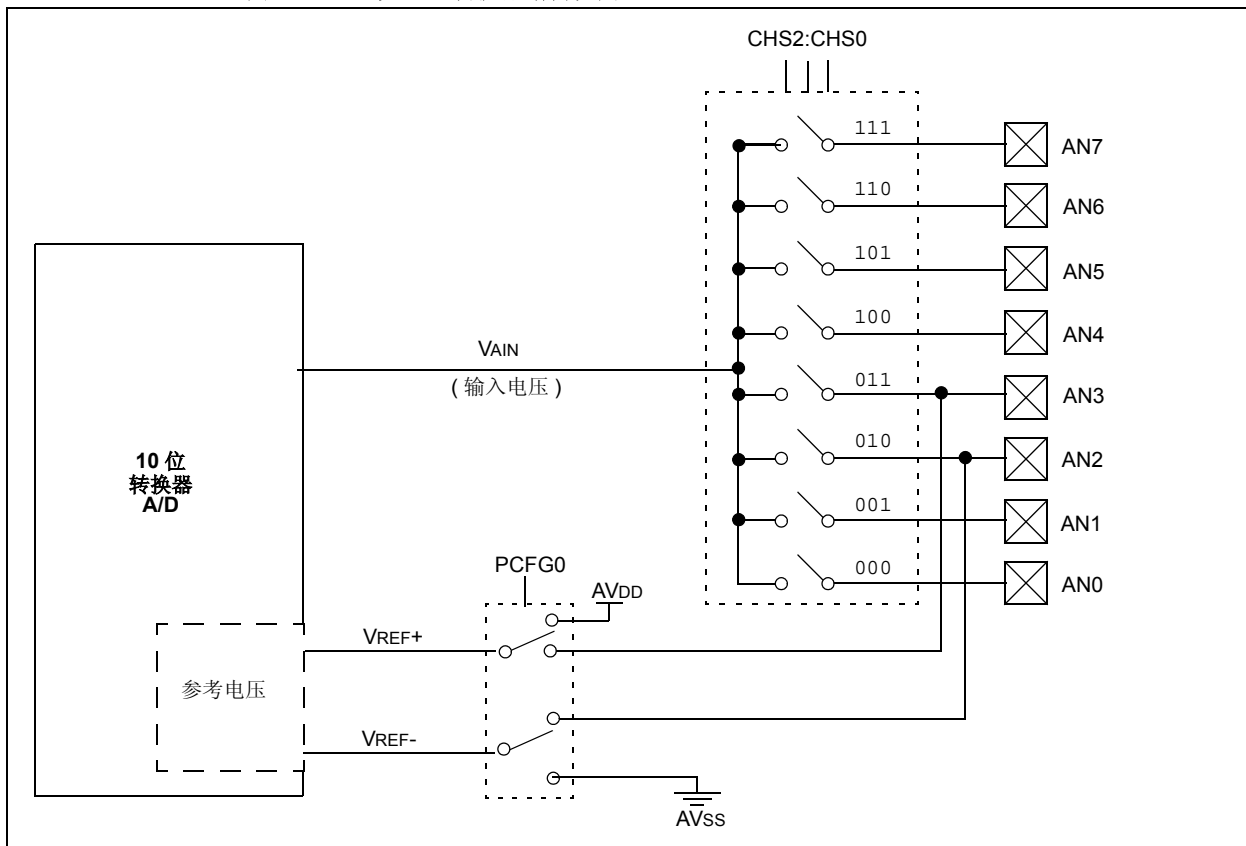 CHS2:CHS0
111
AN7
110
AN6
101
AN5
100
AN4
VAIN
( 输入电压 )
011
AN3
010
AN2
10 位
转换器
A/D
001
AN1
PCFG0
000
AN0
AVDD
VREF+
参考电压
VREF-
AVSS